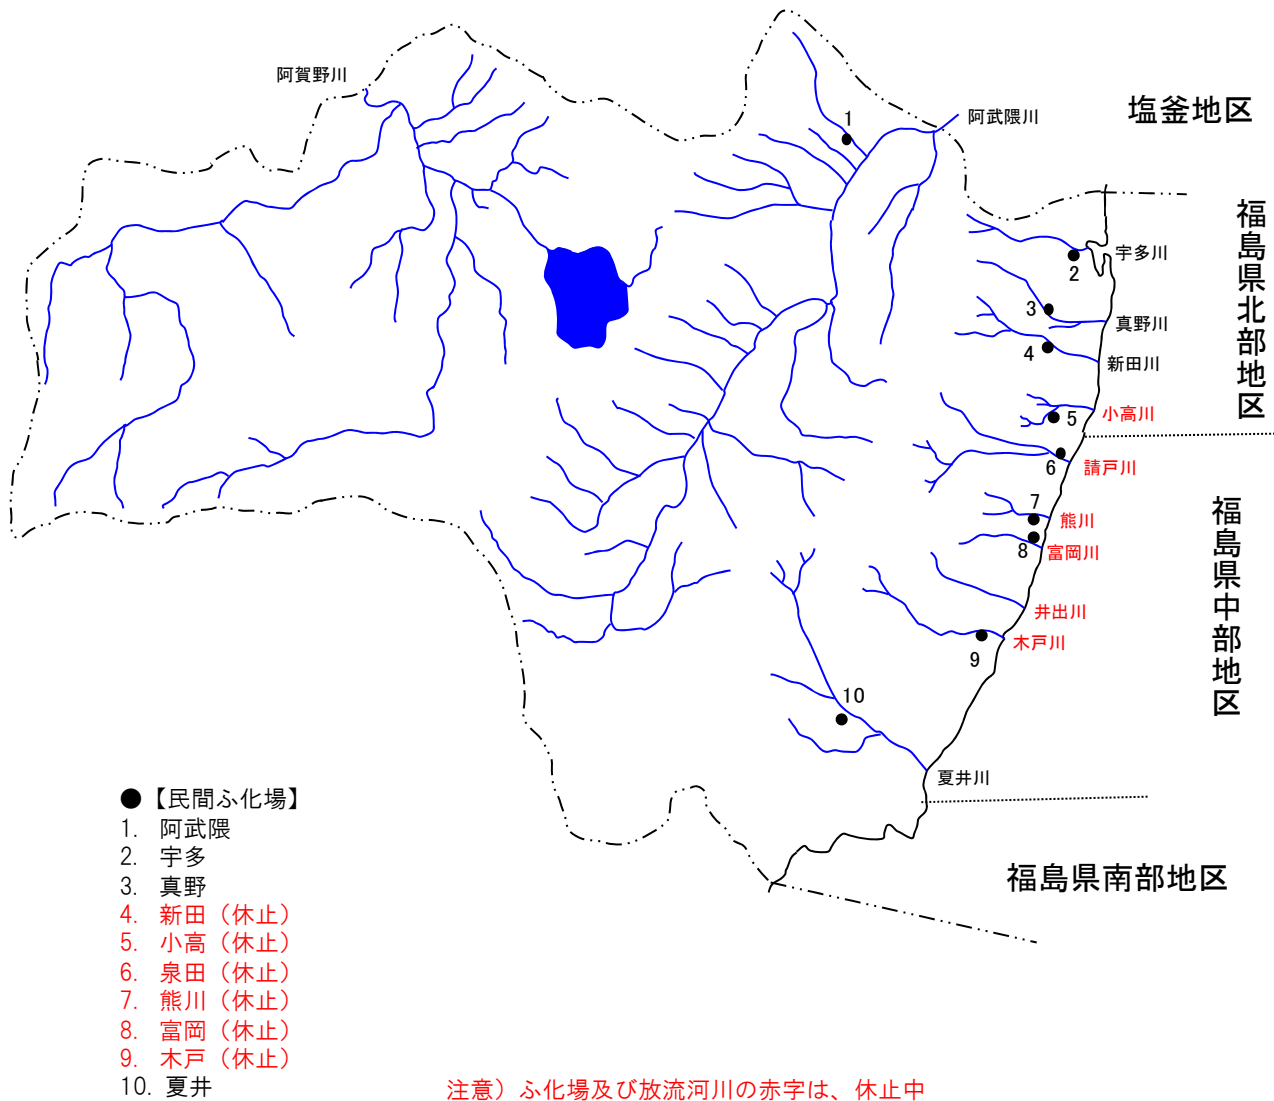 阿賀野川
阿武隈川
塩釜地区
1
福島県北部地区
宇多川
2
3
真野川
4
新田川
5
小高川
6
請戸川
7
熊川
8
富岡川
福島県中部地区
井出川
木戸川
9
10
夏井川
福島県南部地区
●【民間ふ化場】
1. 阿武隈
2. 宇多
3. 真野
4. 新田（休止）
5. 小高（休止）
6. 泉田（休止）
7. 熊川（休止）
8. 富岡（休止）
9. 木戸（休止）
10. 夏井
注意）ふ化場及び放流河川の赤字は、休止中